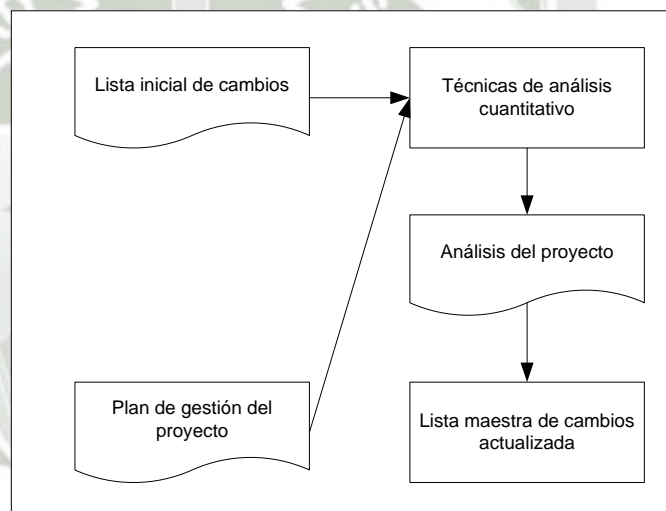 Lista inicial de cambios
Técnicas de análisis
cuantitativo
Análisis del proyecto
Plan de gestión del
proyecto
Lista maestra de cambios
actualizada